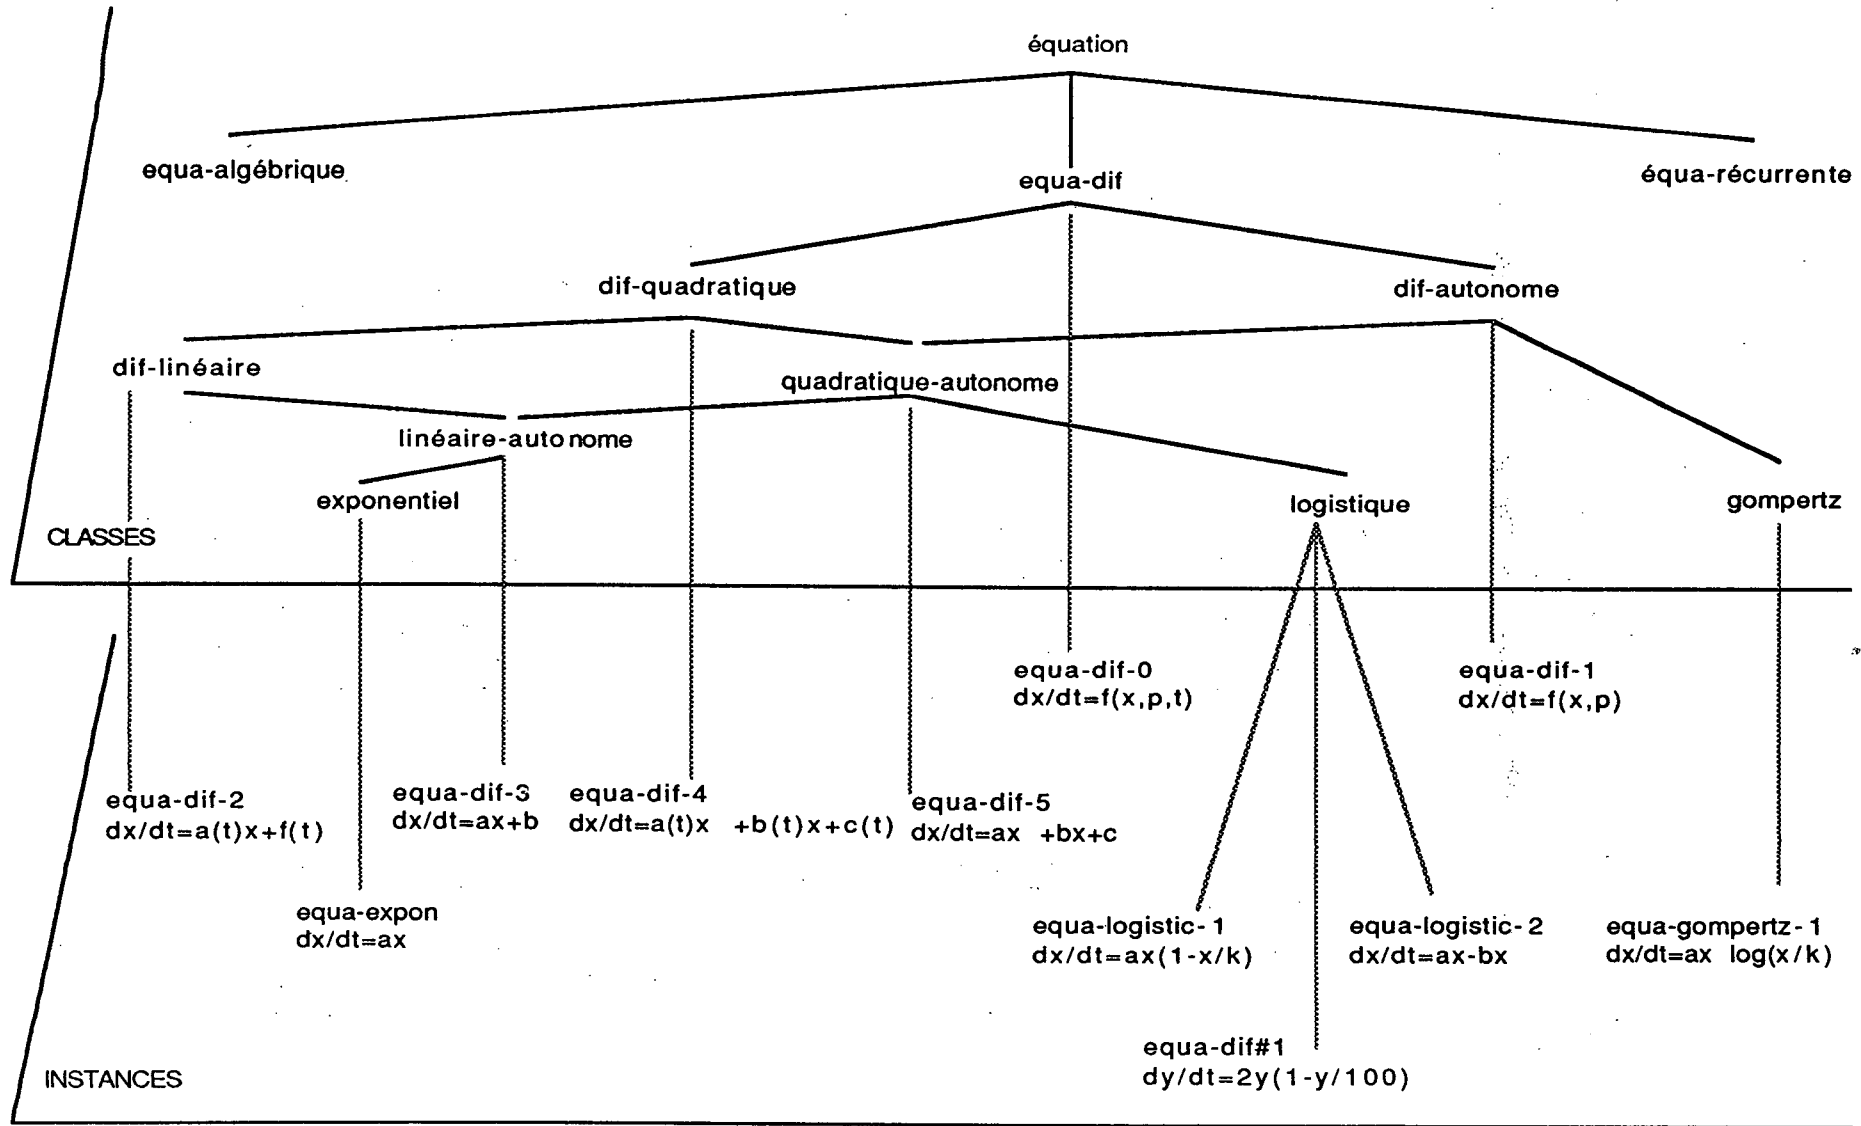 équation
equa-algébrique
equa-dif
équa-récurrente
dif-quadratique
dif-autonome
dif-linéaire
quadratique-autonome
linéaire-autonome
exponentiel
logistique
gompertz
CLASSES
equa-dif-0
dx/dt=f(x,p,t)
equa-dif-1
dx/dt=f(x,p)
equa-dif-2
dx/dt=a(t)x+f(t)
equa-dif-3
dx/dt=ax+b
equa-dif-4
dx/dt=a(t)x +b(t)x+c(t)
equa-dif-5
dx/dt=ax +bx+c
equa-expon
dx/dt=ax
equa-logistic-1
dx/dt=ax(1-x/k)
equa-logistic-2
dx/dt=ax-bx
equa-gompertz-1
dx/dt=ax log(x/k)
equa-dif#1
dy/dt=2y(1-y/100)
INSTANCES